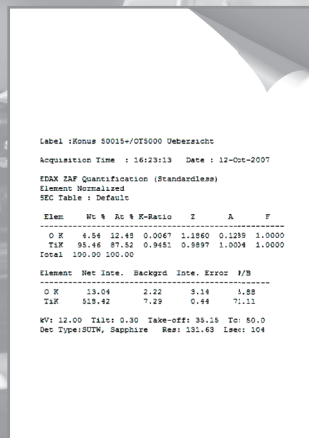 Label :Konus 50015+/OT5000 Uebersicht
Acquisition Time : 16:23:13 Date : 12-Oct-2007
EDAX ZAF Quantification (Standardless)
Element Normalized
SEC Table : Default
Elem Wt % At % K-Ratio Z A F
O K 4.54 12.48 0.0067 1.1860 0.1239 1.0000
TiK 95.46 87.52 0.9451 0.9897 1.0004 1.0000
Total 100.00 100.00
Element Net Inte. Backgrd Inte. Error P/B
O K 13.04 2.22 3.14 5.88
TiK 518.42 7.29 0.44 71.11
kV: 12.00 Tilt: 0.30 Take-off: 35.15 Tc: 50.0
Det Type:SUTW, Sapphire Res: 131.63 Lsec: 104